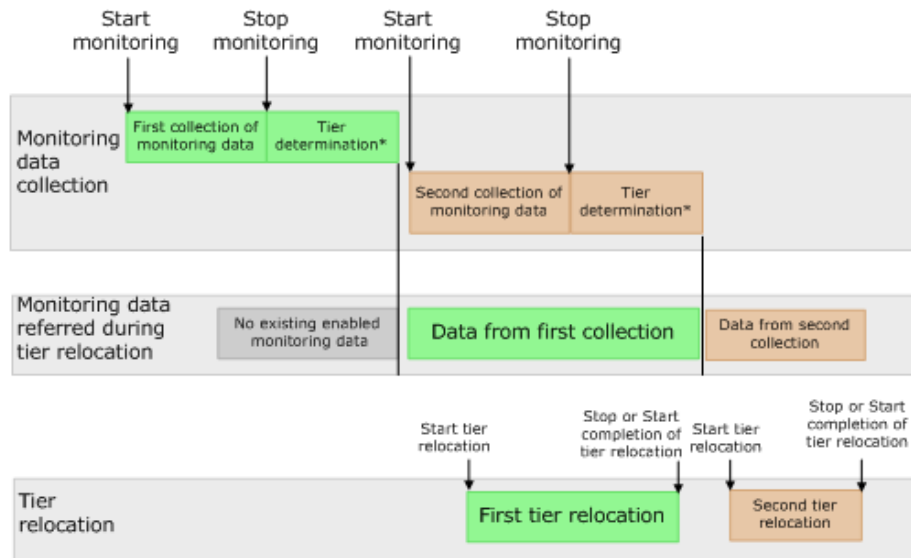 Start
monitoring
Stop
monitoring
Start
monitoring
Stop
monitoring
Monitoring
data
collection
First collection of
monitoring data
Tier
determination*
Second collection of
monitoring data
Tier
determination*
Monitoring data
referred during
tier relocation
No existing enabled
monitoring data
Data from first collection
Data from second
collection
Start tier
relocation
Stop or Start
completion of
tier relocation
Start tier
relocation
Stop or Start
completion of
tier relocation
Tier
relocation
First tier relocation
Second tier
relocation